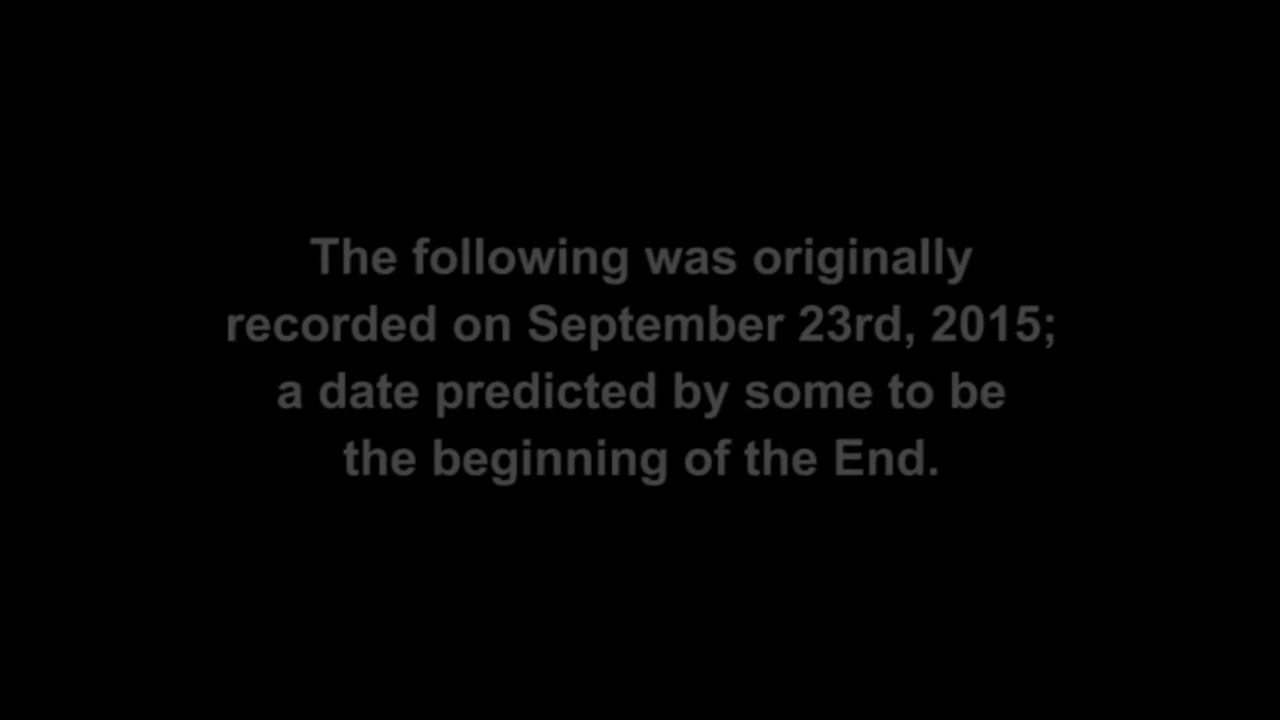 The following was originally
recorded on September 23rd, 2015;
a date predicted by some to be
the beginning of the End.